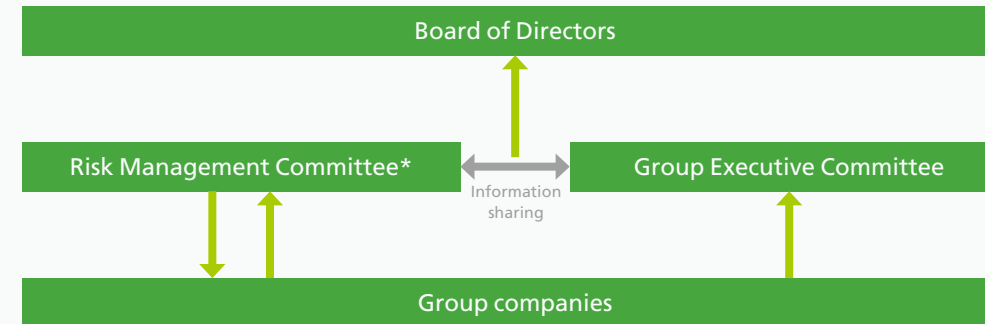 Board of Directors
Risk Management Committee*
Group Executive Committee
Information
sharing
Group companies